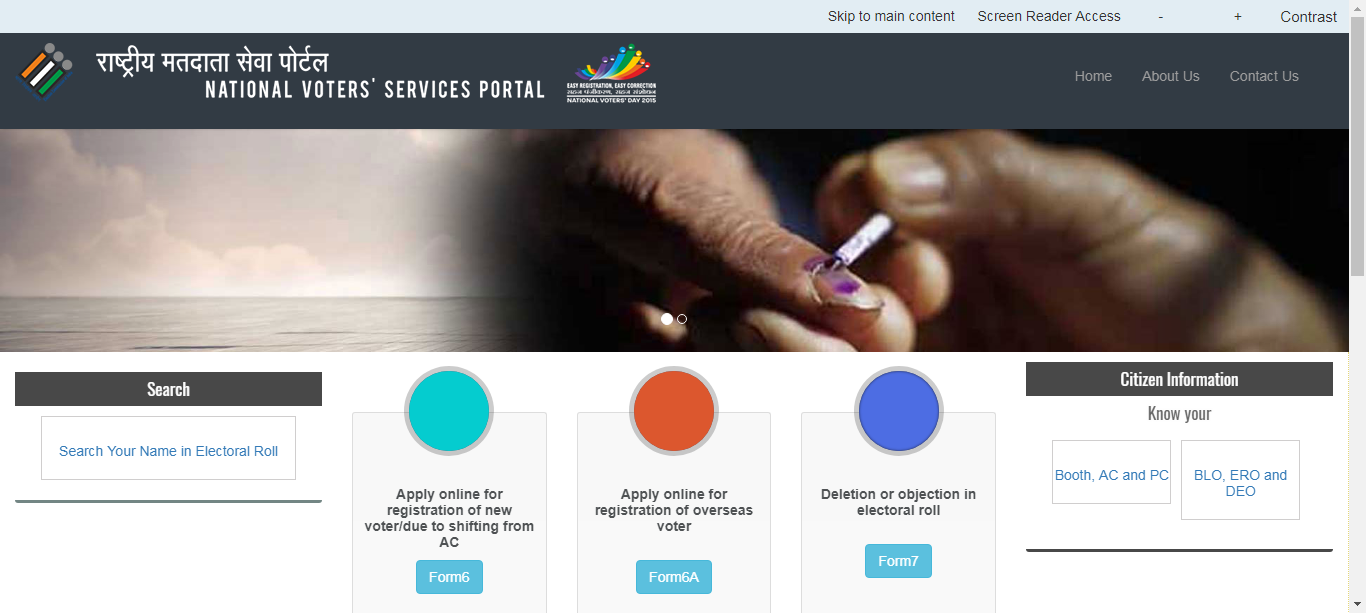 Skip to main content Screen Reader Access - + Contrast
राष्ट्रीय मतदाता सेवा पोर्टल
NATIONAL VOTERS' SERVICES PORTAL
EASY REGISTRATION, EASY CORRECTION
NATIONAL VOTERS' DAY 2015
Home About Us Contact Us
Search
Search Your Name in Electoral Roll
Apply online for
registration of new
voter/due to shifting from
AC
Form6
Apply online for
registration of overseas
voter
Form6A
Deletion or objection in
electoral roll
Form7
Citizen Information
Know your
Booth, AC and PC
BLO, ERO and
DEO